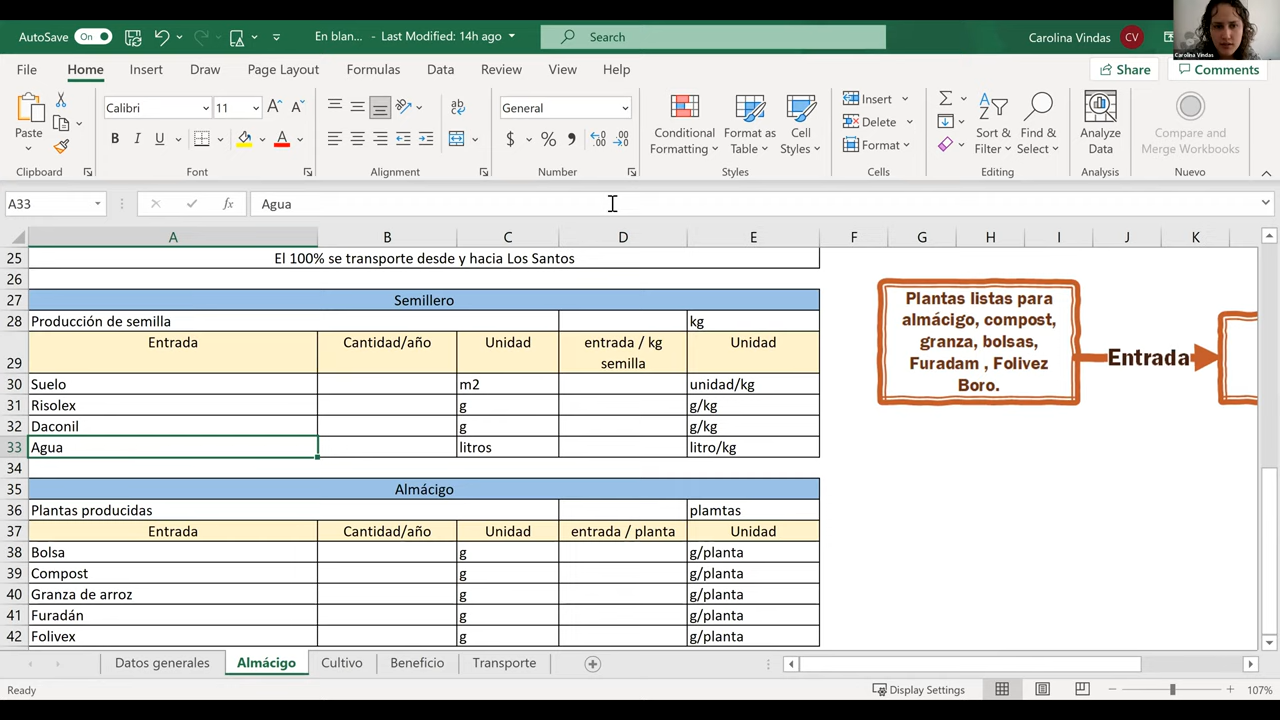 AutoSave On En blan... - Last Modified: 14h ago Search Carolina Vindas CV
Carolina Vindas
File Home Insert Draw Page Layout Formulas Data Review View Help Share Comments
Paste
Calibri 11
B I U
General
$ % ,
Conditional Formatting
Format as Table
Cell Styles
Insert
Delete
Format
Sort & Filter
Find & Select
Analyze Data
Compare and Merge Workbooks
Clipboard Font Alignment Number Styles Cells Editing Analysis Nuevo
A33 fx Agua
A B C D E F G H I J K
25 El 100% se transporte desde y hacia Los Santos
26
27 Semillero
28 Producción de semilla kg
29 Entrada Cantidad/año Unidad entrada / kg semilla Unidad
30 Suelo m2 unidad/kg
31 Risolex g g/kg
32 Daconil g g/kg
33 Agua litros litro/kg
34
35 Almácigo
36 Plantas producidas plamtas
37 Entrada Cantidad/año Unidad entrada / planta Unidad
38 Bolsa g g/planta
39 Compost g g/planta
40 Granza de arroz g g/planta
41 Furadán g g/planta
42 Folivex g g/planta
Plantas listas para
almácigo, compost,
granza, bolsas,
Furadam , Folivez
Boro.
Entrada
Datos generales Almácigo Cultivo Beneficio Transporte
Ready Display Settings 107%